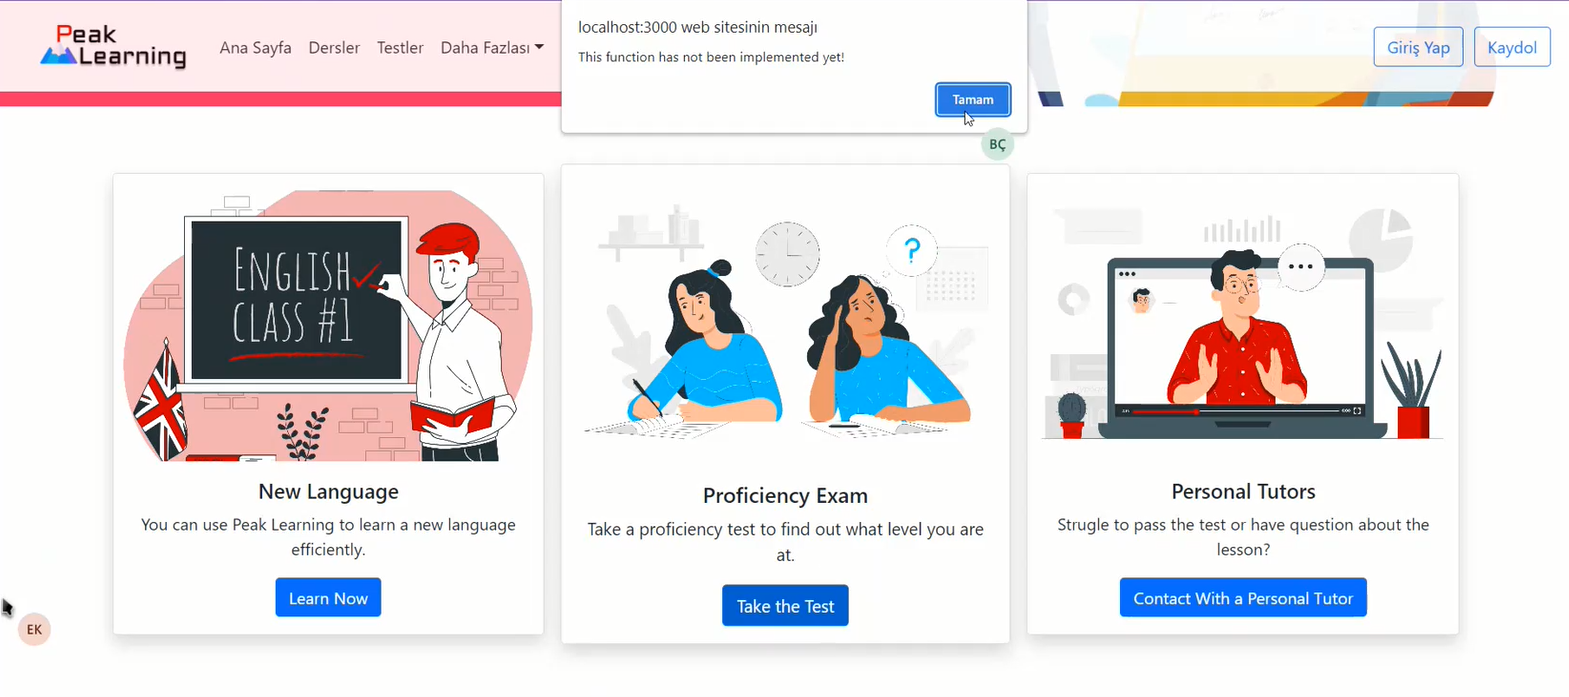 Peak
Learning
Ana Sayfa
Dersler
Testler
Daha Fazlası
localhost:3000 web sitesinin mesajı
This function has not been implemented yet!
Tamam
Giriş Yap
Kaydol
BÇ
ENGLISH
CLASS #1
?
New Language
You can use Peak Learning to learn a new language
efficiently.
Learn Now
Proficiency Exam
Take a proficiency test to find out what level you are
at.
Take the Test
Personal Tutors
Strugle to pass the test or have question about the
lesson?
Contact With a Personal Tutor
EK